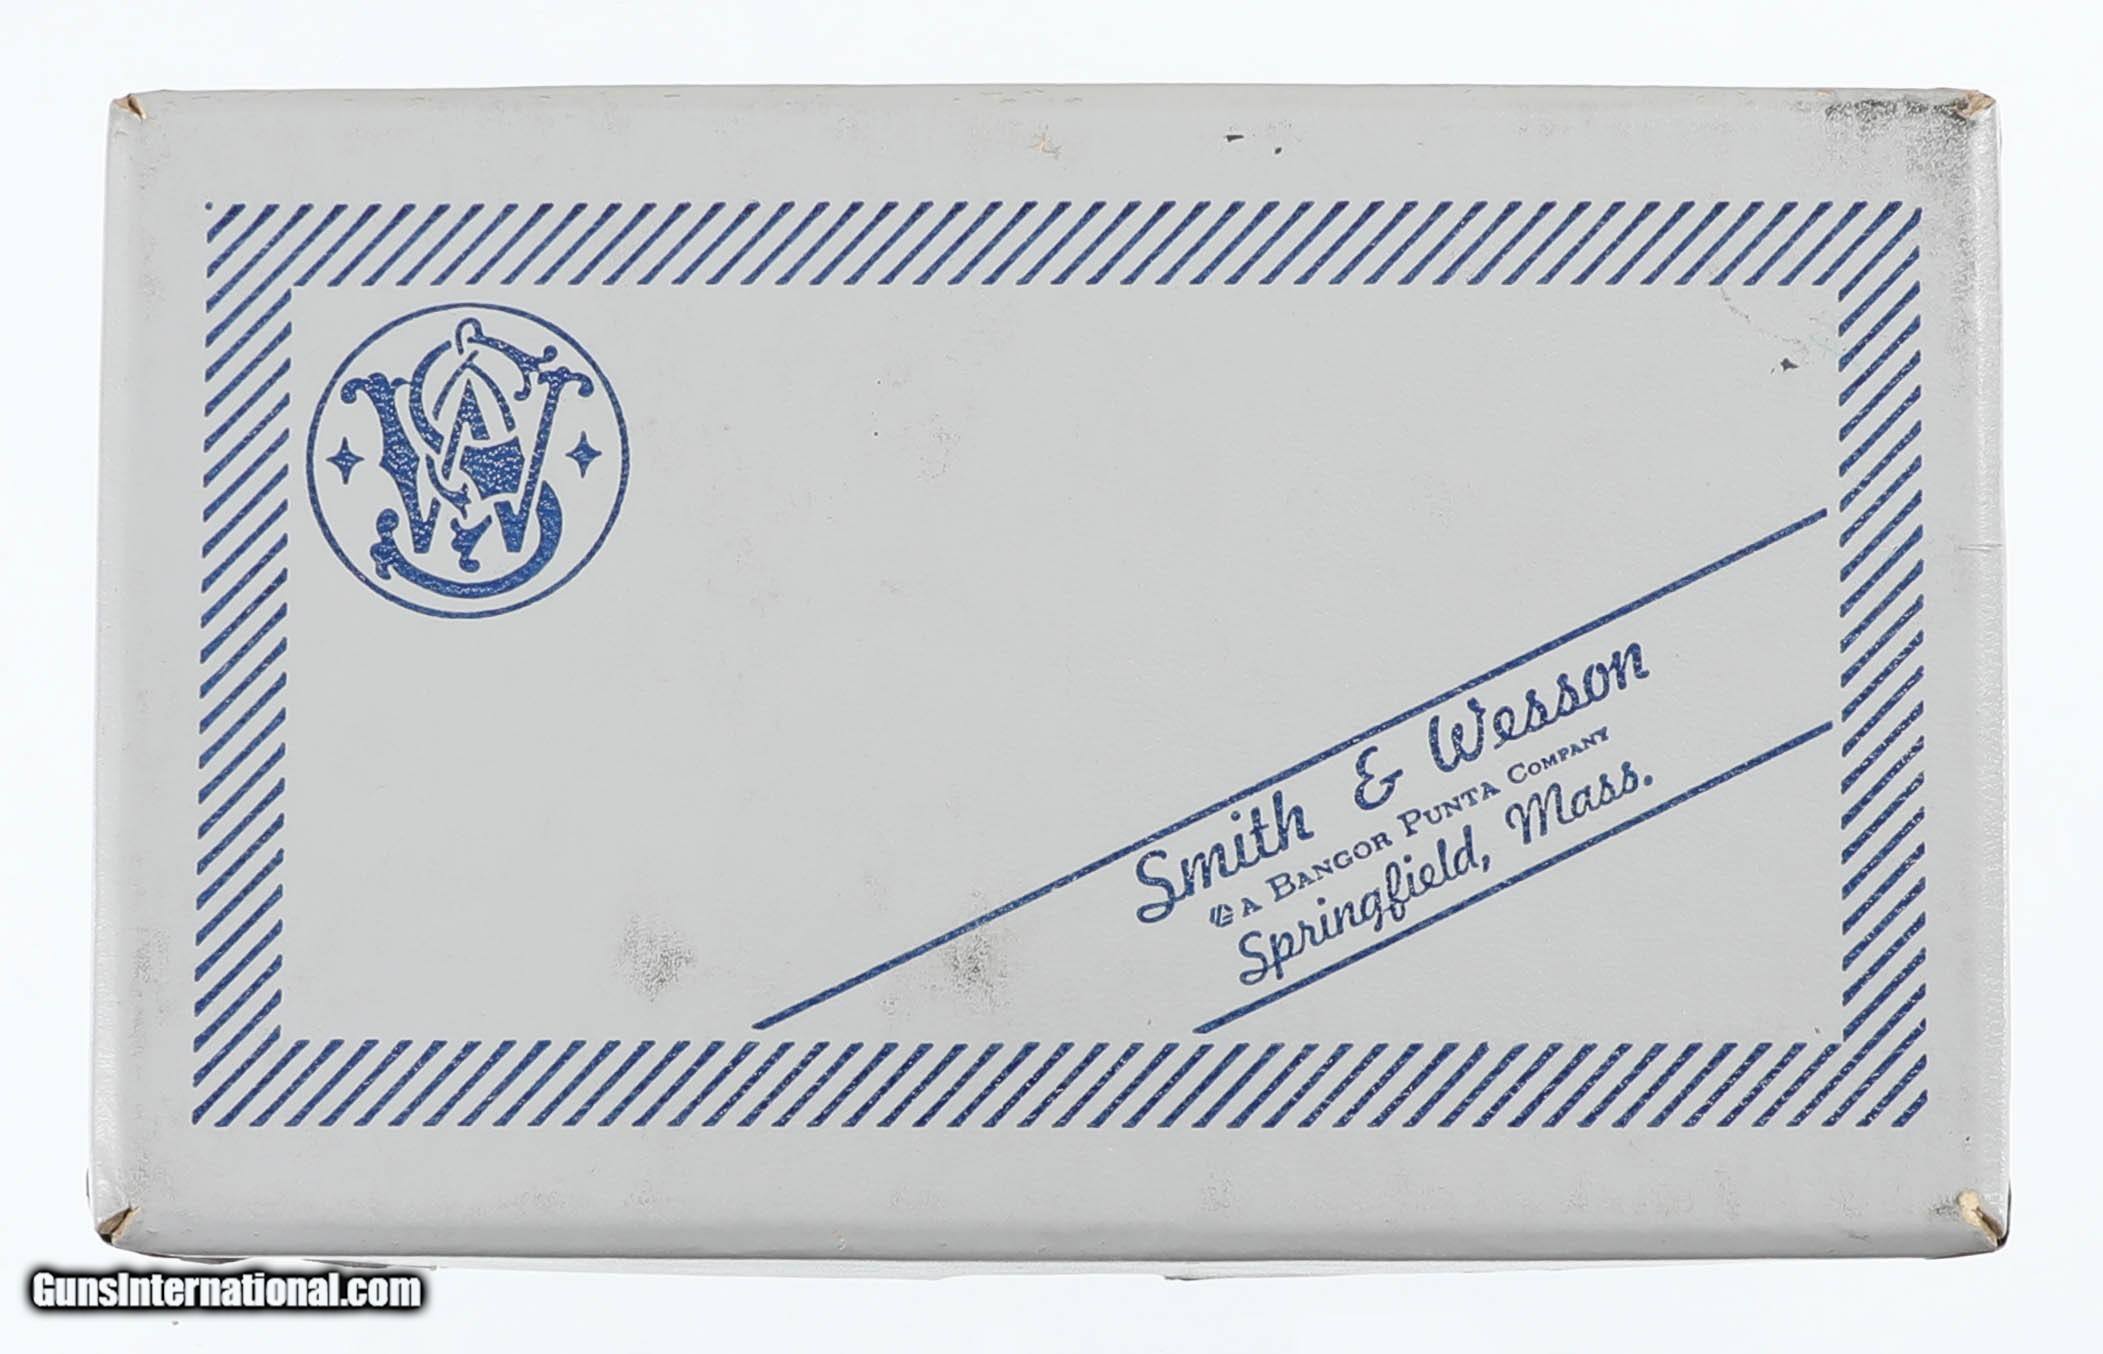 Smith & Wesson
A BANGOR PUNTA COMPANY
Springfield, Mass.
GunsInternational.com